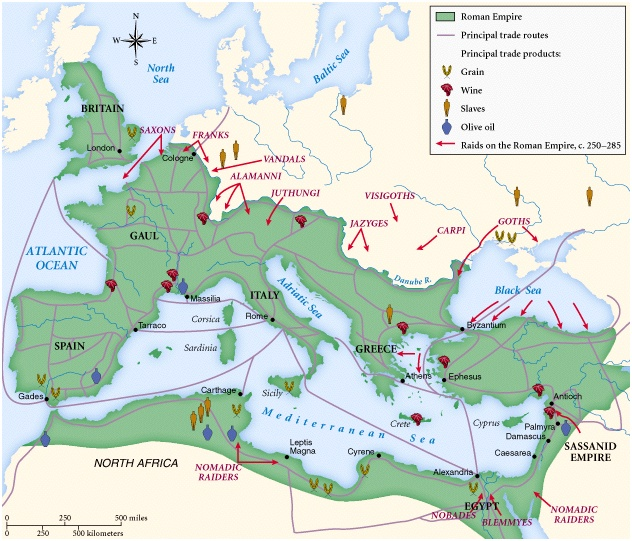 Roman Empire
Principal trade routes
Principal trade products:
Grain
Wine
Slaves
Olive oil
Raids on the Roman Empire, c. 250–285
N
W
E
S
North
Sea
Baltic Sea
BRITAIN
London
SAXONS
FRANKS
Cologne
VANDALS
ALAMANNI
JUTHUNGI
VISIGOTHS
JAZYGES
CARPI
GOTHS
GAUL
ATLANTIC
OCEAN
Danube R.
Black Sea
Adriatic Sea
ITALY
Massilia
Corsica
Rome
Byzantium
Tarraco
SPAIN
Sardinia
GREECE
Athens
Ephesus
Gades
Carthage
Sicily
Antioch
Mediterranean Sea
Crete
Cyprus
Palmyra
Damascus
SASSANID
EMPIRE
Leptis
Magna
Cyrene
Caesarea
NORTH AFRICA
NOMADIC
RAIDERS
Alexandria
EGYPT
NOBADES
BLEMMYES
NOMADIC
RAIDERS
0 250 500 miles
0 250 500 kilometers